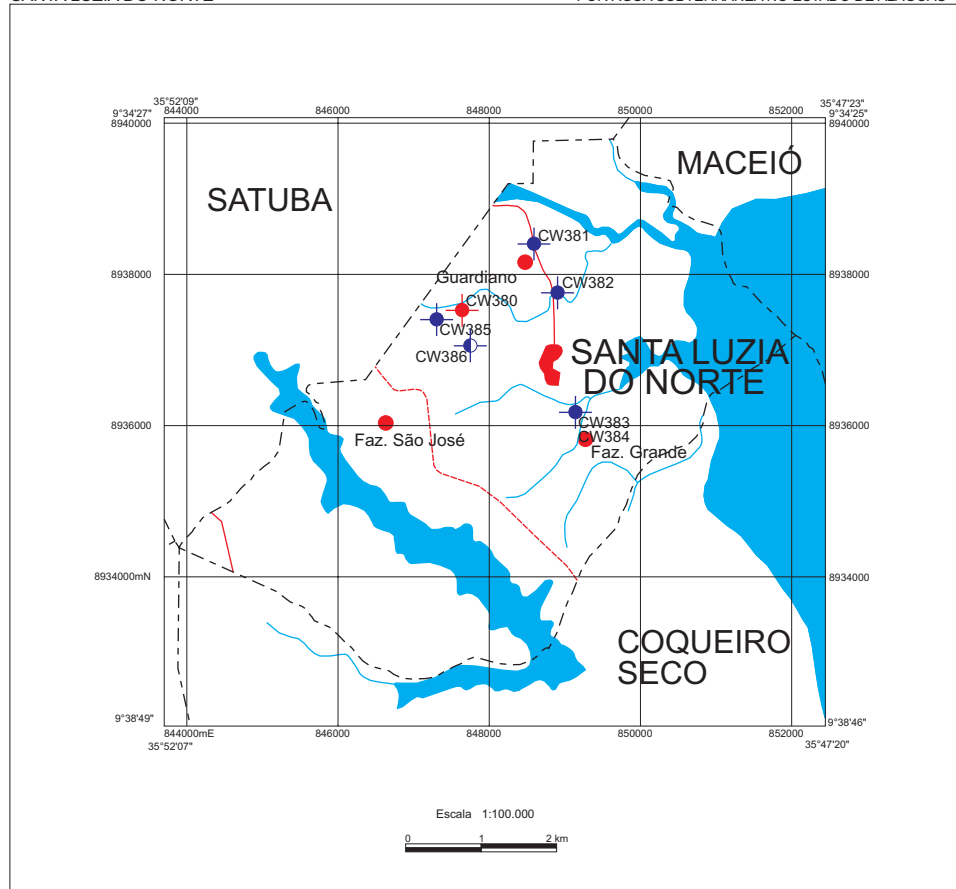 35°52'09"
35°47'23"
9°34'27"
844000
846000
848000
850000
852000
9°34'25"
8940000
8940000
MACEIÓ
SATUBA
CW381
8938000
Guardiano
CW382
8938000
CW380
CW385
CW386
SANTA LUZIA
DO NORTE
8936000
CW383
8936000
Faz. São José
CW384
Faz. Grande
8934000mN
8934000
COQUEIRO
SECO
9°38'49"
9°38'46"
844000mE
846000
848000
850000
852000
35°52'07"
35°47'20"
Escala 1:100.000
0 1 2 km